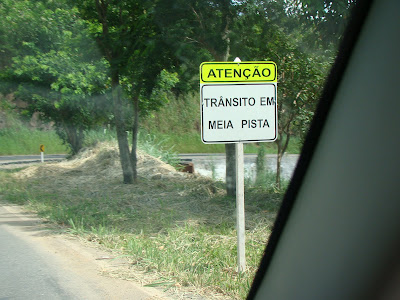 ATENÇÃO
TRÂNSITO EM
MEIA PISTA